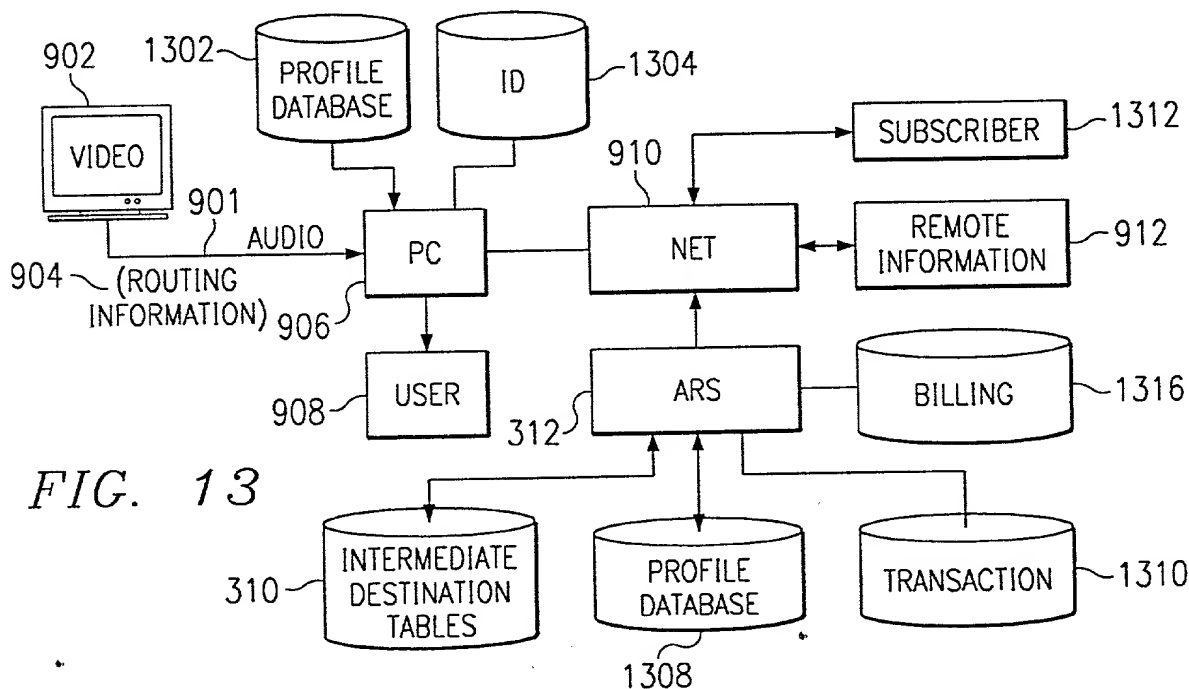 1302
902
PROFILE
DATABASE
ID
1304
VIDEO
SUBSCRIBER
1312
910
901
AUDIO
PC
NET
REMOTE
INFORMATION
912
904
(ROUTING
INFORMATION)
906
USER
908
ARS
312
BILLING
1316
FIG. 13
INTERMEDIATE
DESTINATION
TABLES
310
PROFILE
DATABASE
1308
TRANSACTION
1310